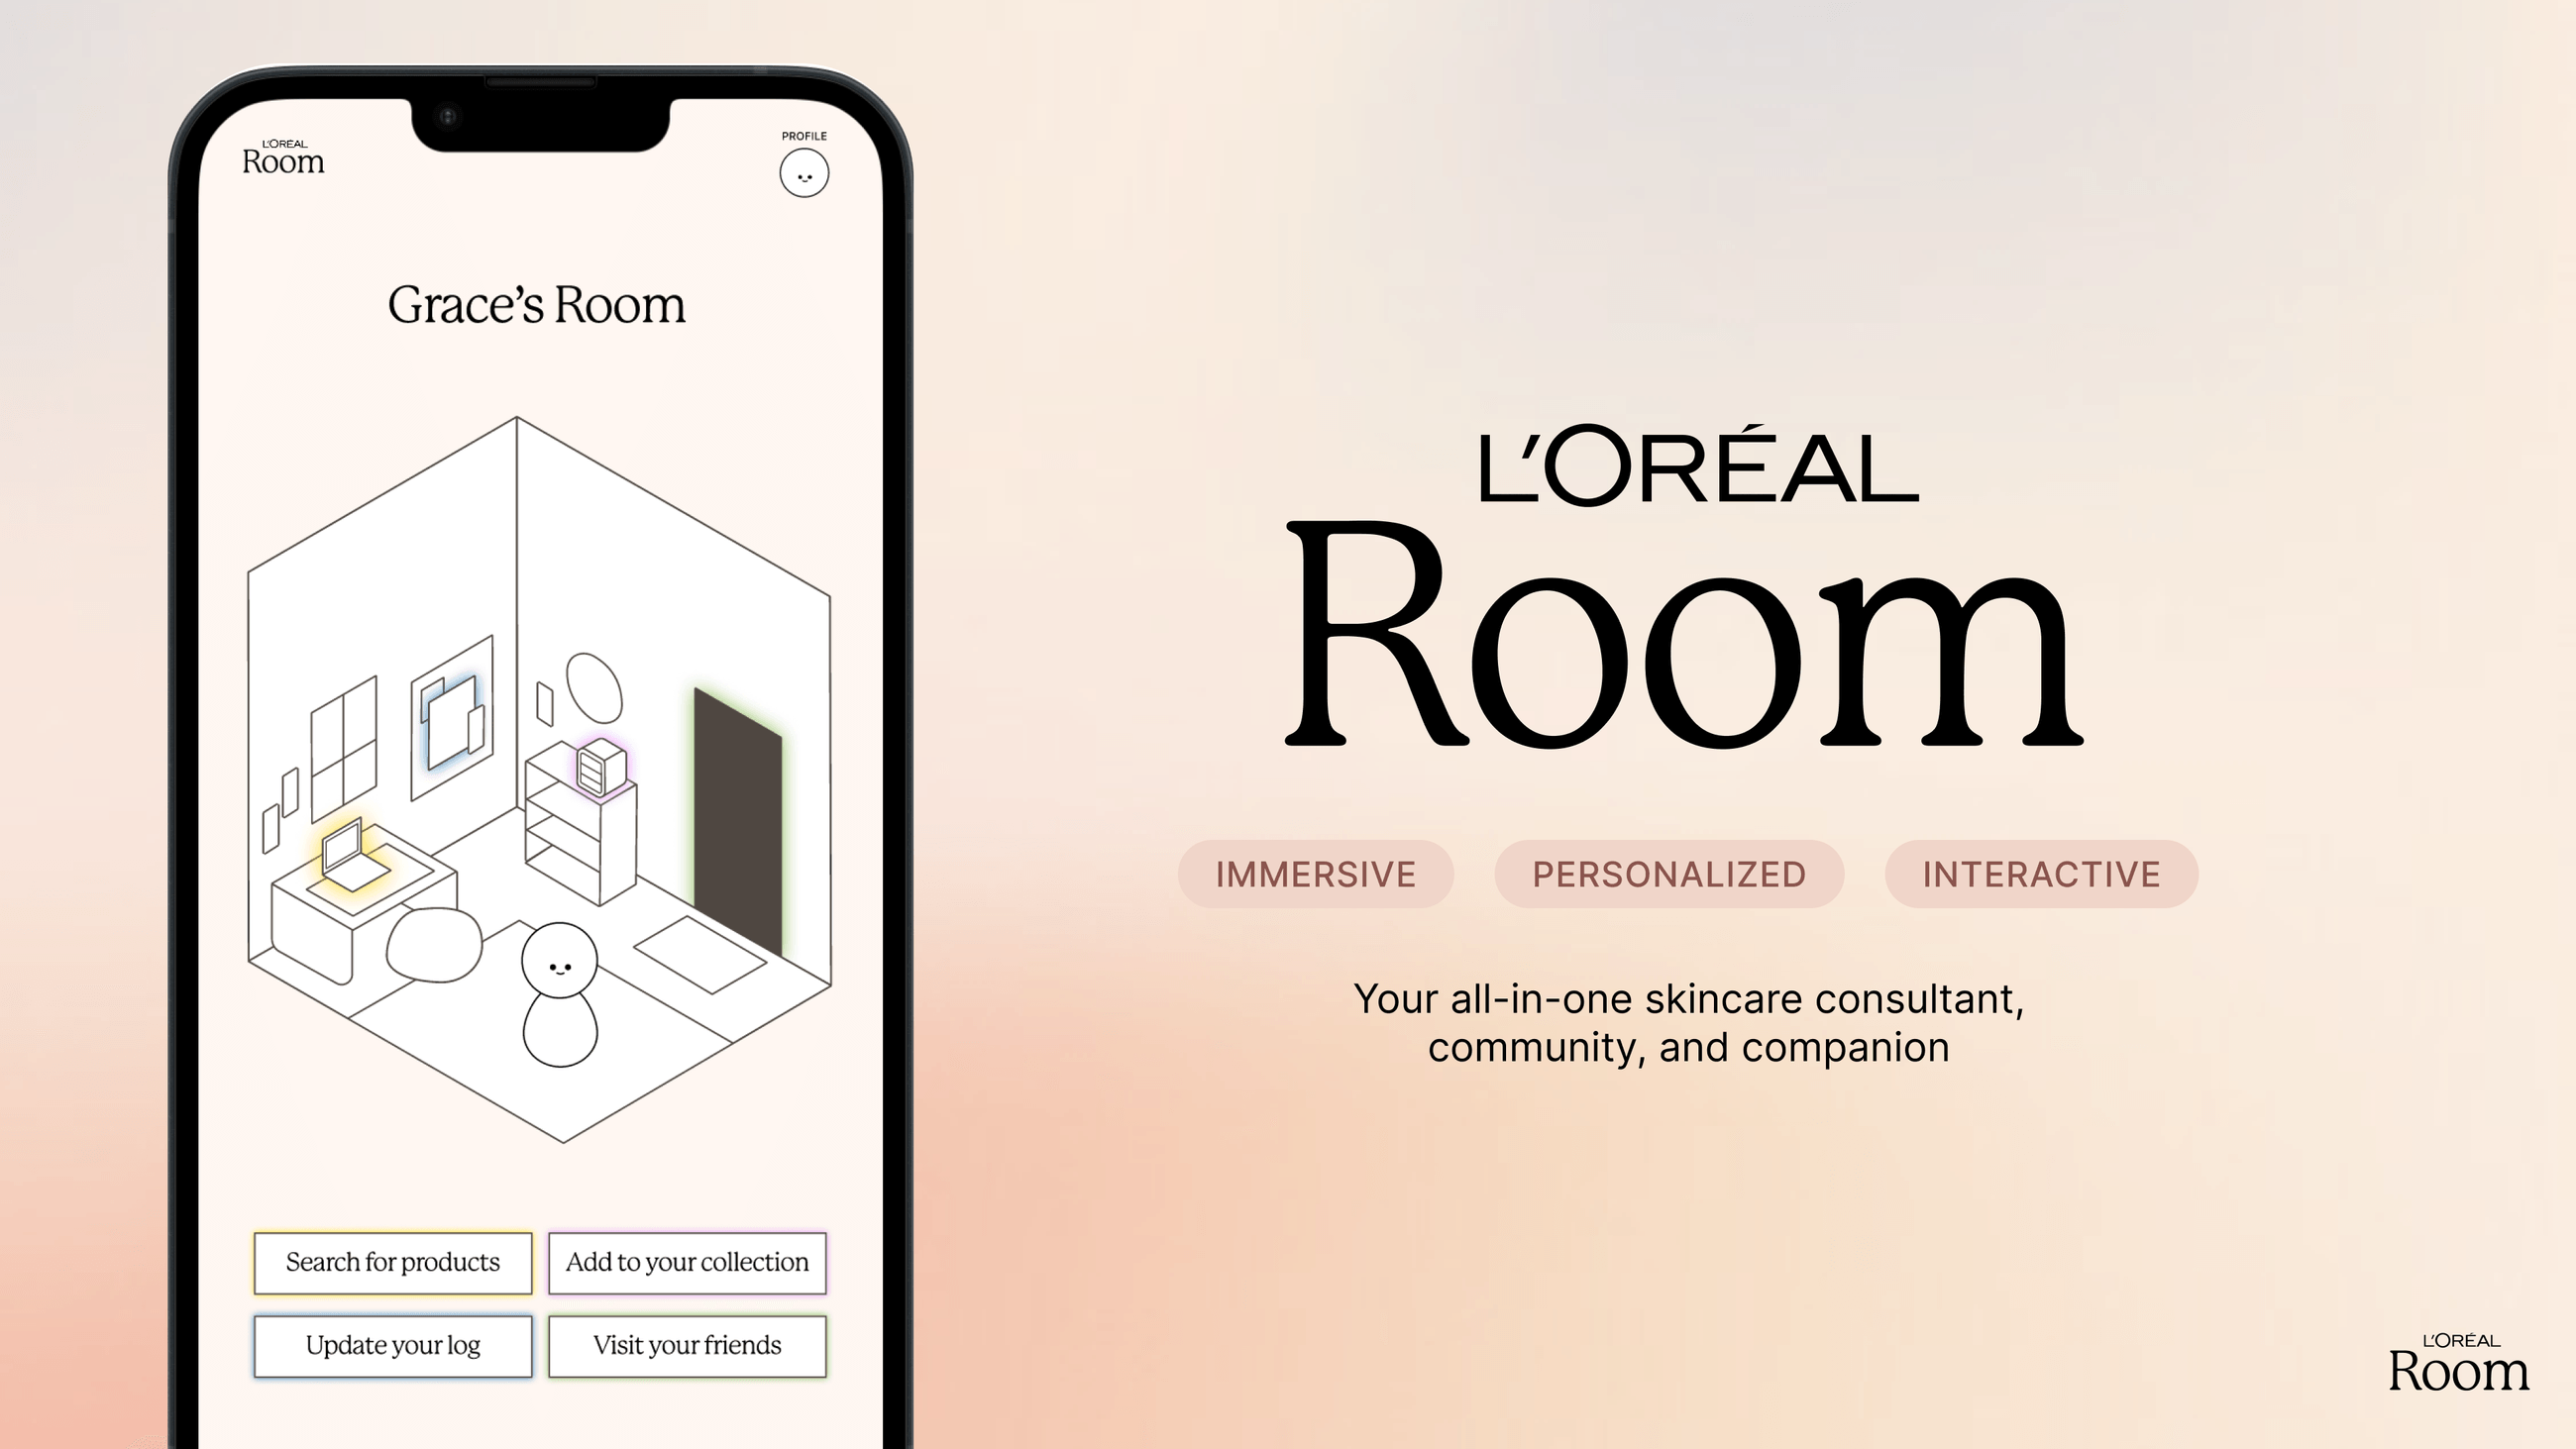 L'ORÉAL
Room
PROFILE
Grace's Room
Search for products
Add to your collection
Update your log
Visit your friends
L'ORÉAL
Room
IMMERSIVE
PERSONALIZED
INTERACTIVE
Your all-in-one skincare consultant,
community, and companion
L'ORÉAL
Room